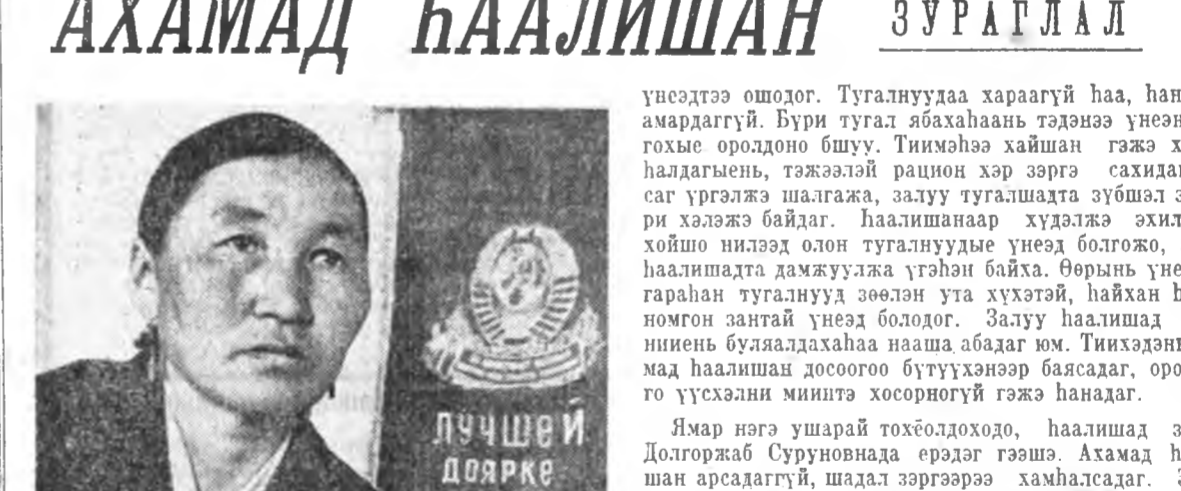 АХАМАД ҺААЛИШАН
ЗУРАГЛАЛ
ЛУЧШЕЙ
ДОЯРКЕ
үнеэдтээ ошодог. Тугалнуудаа хараагүй һаа, һан
амардаггүй. Бүри тугал ябахаһаань тэдэнээ үнеэн
гохые оролдоно бшуу. Тиимэһээ хайшан гэжэ х
һалдагыень, тэжээлэй рацион хэр зэргэ сахида
саг үргэлжэ шалгажа, залуу тугалшадта зүбшэл з
ри хэлэжэ байдаг. Һаалишанаар хүдэлжэ эхил
хойшо нилээд олон тугалнуудые үнеэд болгожо,
һаалишадта дамжуулжа үгэһэн байха. Өөрынь үне
гараһан тугалнууд зөөлэн ута хүхэтэй, һайхан һ
номгон зантай үнеэд болодог. Залуу һаалишад
ниень буляалдахаһаа нааша абадаг юм. Тиихэдэнь
мад һаалишан досоогоо бүтүүхэнээр баясадаг, оро
го үүсхэлни миинтэ хосорногүй гэжэ һанадаг.
Ямар нэгэ ушарай тохёолдоходо, һаалишад з
Долгоржаб Суруновнада ерэдэг гээшэ. Ахамад һ
шан арсадаггүй, шадал зэргээрээ хамһалсадаг.